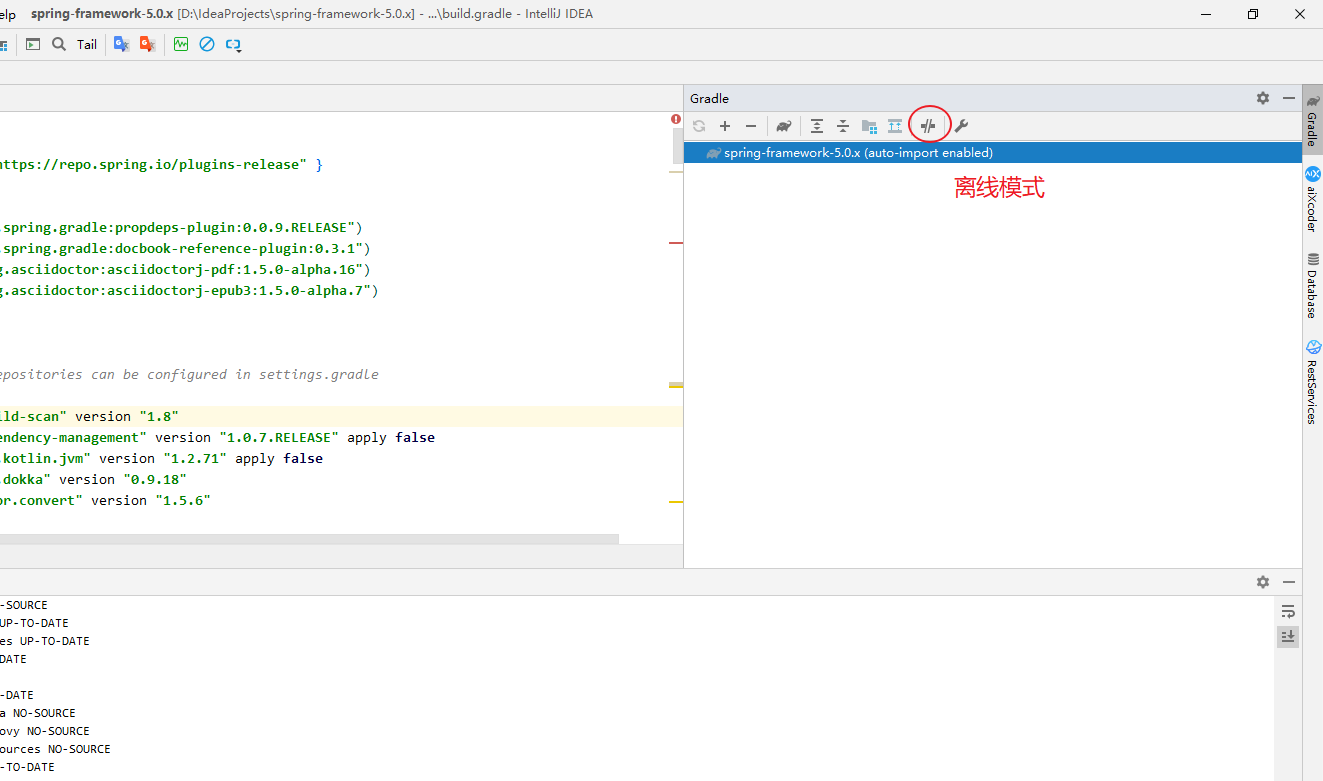 elp spring-framework-5.0.x [D:\IdeaProjects\spring-framework-5.0.x] - ...\build.gradle - IntelliJ IDEA
Tail
Gradle
https://repo.spring.io/plugins-release" }
spring-framework-5.0.x (auto-import enabled)
离线模式
.spring.gradle:propdeps-plugin:0.0.9.RELEASE")
.spring.gradle:docbook-reference-plugin:0.3.1")
g.asciidoctor:asciidoctorj-pdf:1.5.0-alpha.16")
g.asciidoctor:asciidoctorj-epub3:1.5.0-alpha.7")
epositories can be configured in settings.gradle
ild-scan" version "1.8"
endency-management" version "1.0.7.RELEASE" apply false
.kotlin.jvm" version "1.2.71" apply false
.dokka" version "0.9.18"
or.convert" version "1.5.6"
Gradle
aiXcoder
Database
RestServices
-SOURCE
UP-TO-DATE
es UP-TO-DATE
DATE
-DATE
a NO-SOURCE
ovy NO-SOURCE
ources NO-SOURCE
-TO-DATE